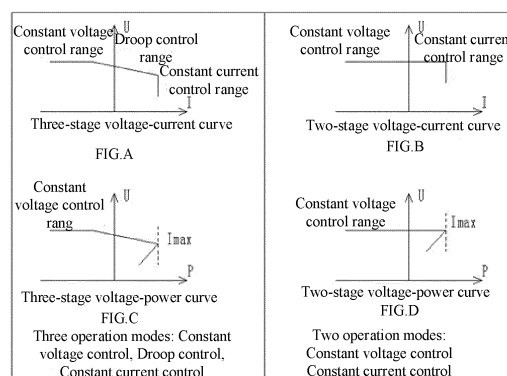 Constant voltage
control range
U
Droop control
range
Constant current
control range
I
Three-stage voltage-current curve
FIG.A
Constant voltage
control range
U
Constant current
control range
I
Two-stage voltage-current curve
FIG.B
Constant
voltage control
rang
U
Imax
P
Three-stage voltage-power curve
FIG.C
Three operation modes: Constant
voltage control, Droop control,
Constant current control
Constant voltage
control range
U
Imax
P
Two-stage voltage-power curve
FIG.D
Two operation modes:
Constant voltage control
Constant current control